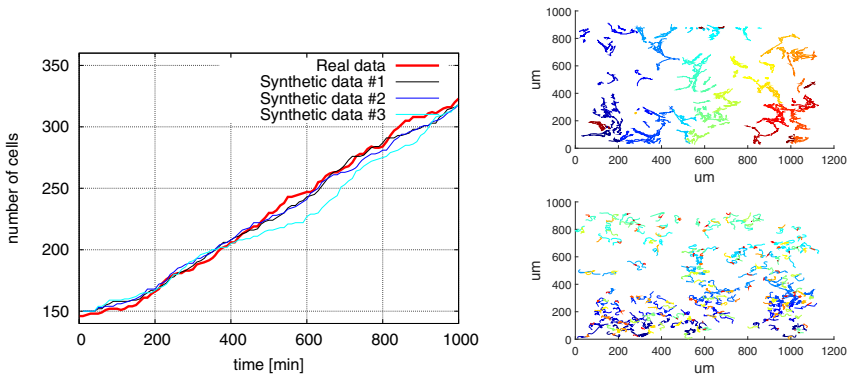 350
300
250
200
150
number of cells
0 200 400 600 800 1000
time [min]
Real data
Synthetic data #1
Synthetic data #2
Synthetic data #3
1000
800
600
400
200
0
um
0 200 400 600 800 1000 1200
um
1000
800
600
400
200
0
um
0 200 400 600 800 1000 1200
um